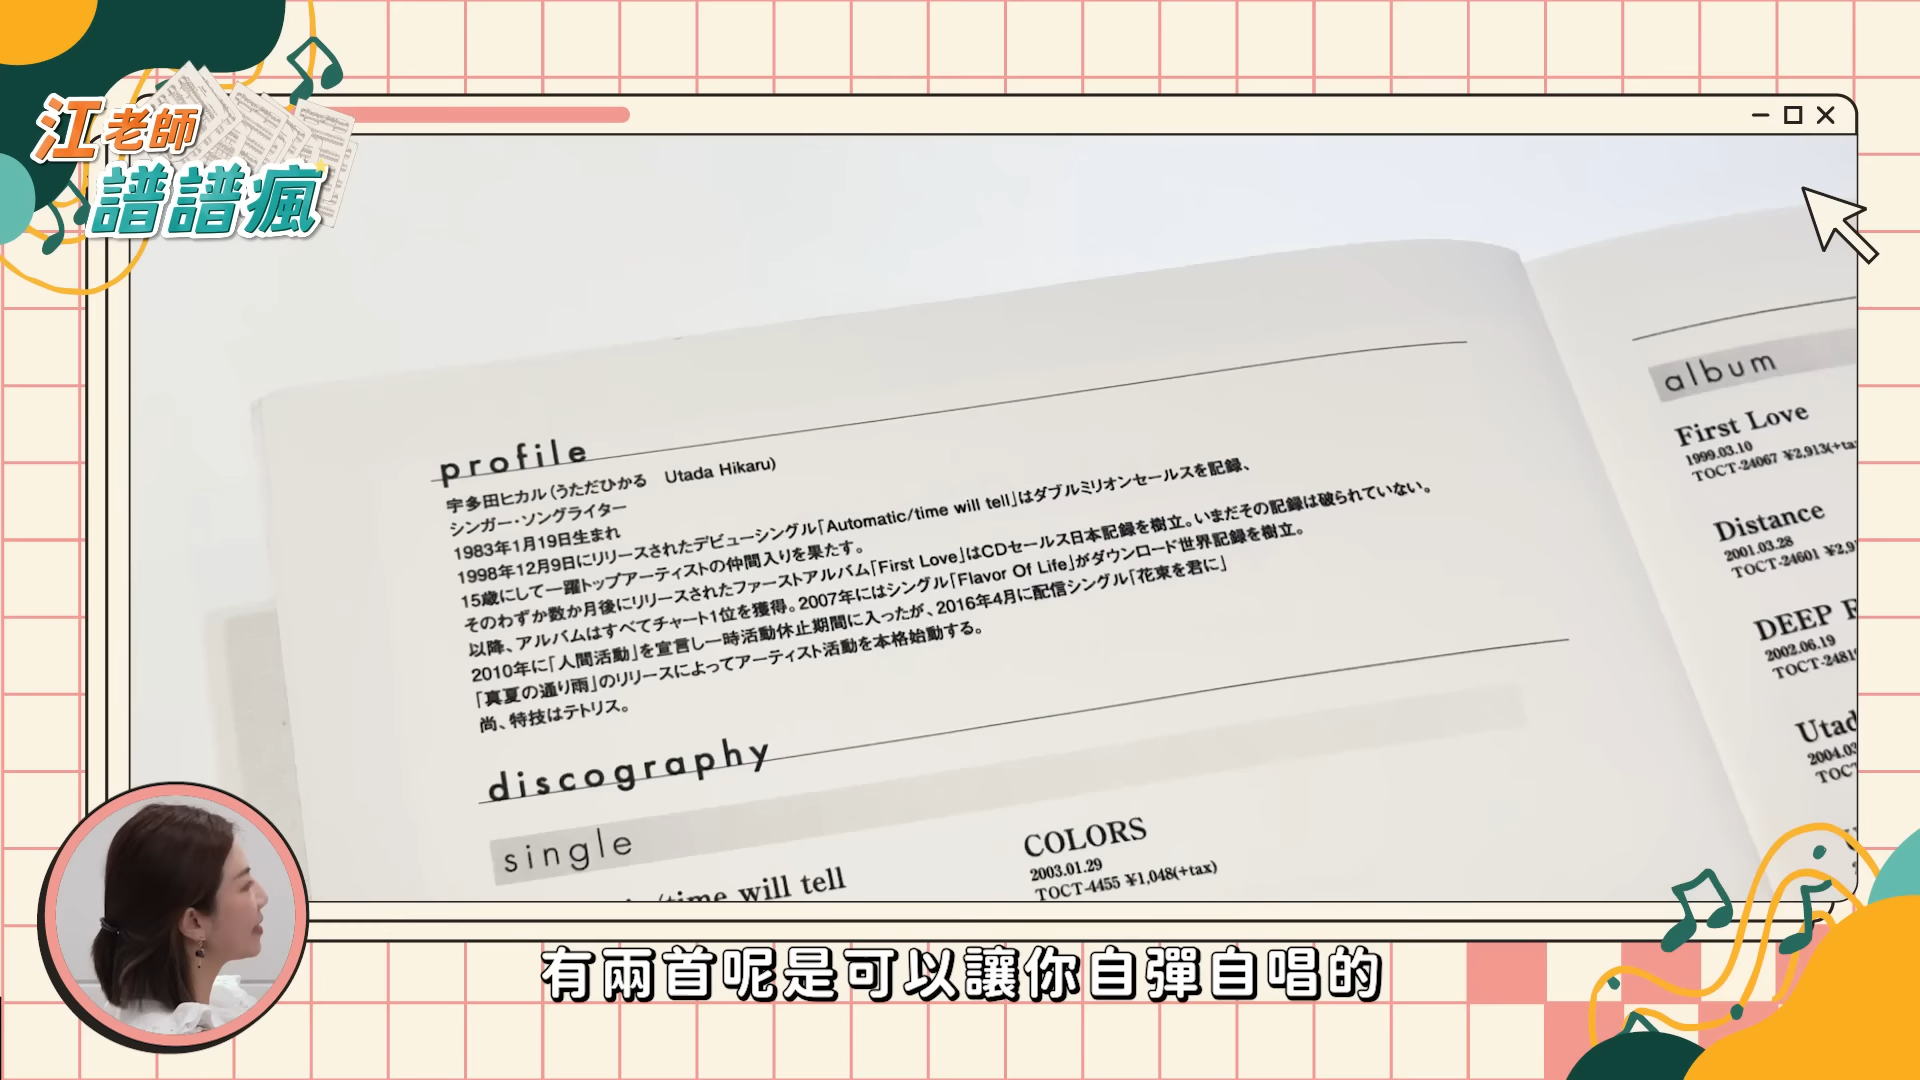 江老師
譜譜瘋
profile
宇多田ヒカル(うただひかる Utada Hikaru)
シンガー・ソングライター
1983年1月19日生まれ
1998年12月9日にリリースされたデビューシングル「Automatic/time will tell」はダブルミリオンセールスを記録、
15歳にして一躍トップアーティストの仲間入りを果たす。
そのわずか数か月後にリリースされたファーストアルバム「First Love」はCDセールス日本記録を樹立。いまだその記録は破られていない。
以降、アルバムはすべてチャート1位を獲得。2007年にはシングル「Flavor Of Life」がダウンロード世界記録を樹立。
2010年に「人間活動」を宣言し一時活動休止期間に入ったが、2016年4月に配信シングル「花束を君に」
「真夏の通り雨」のリリースによってアーティスト活動を本格始動する。
尚、特技はテトリス。
discography
single
/time will tell
COLORS
2003.01.29
TOCT-4455 ¥1,048(+tax)
album
First Love
1999.03.10
TOCT-24067 ¥2,913(+ta
Distance
2001.03.28
TOCT-24601 ¥2,9
DEEP
2002.06.19
TOCT-2481
Utad
2004.03
TOCT
有兩首呢是可以讓你自彈自唱的